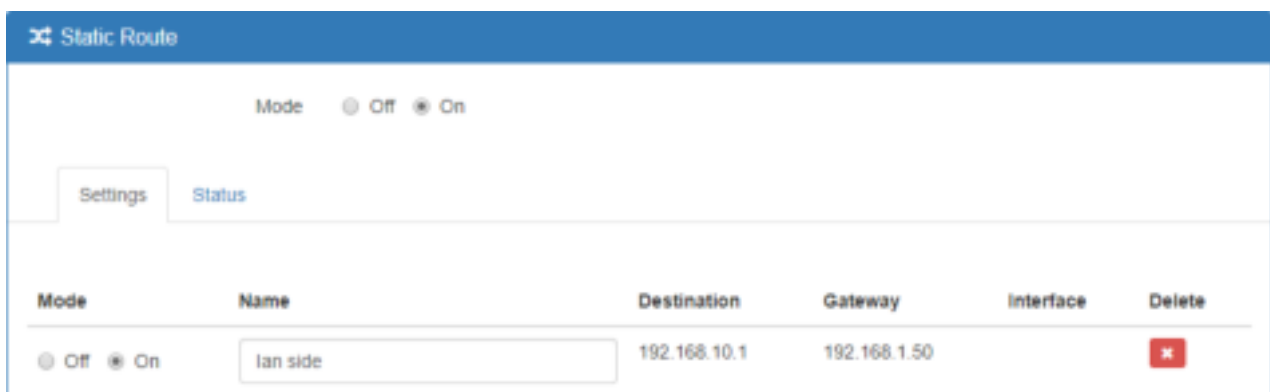 Static Route
Mode Off On
Settings Status
Mode Name Destination Gateway Interface Delete
Off On lan side 192.168.10.1 192.168.1.50